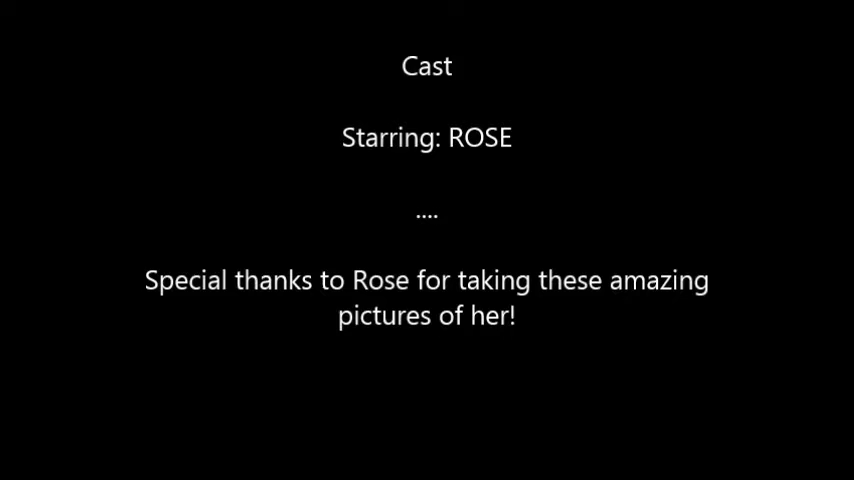 Cast
Starring: ROSE
....
Special thanks to Rose for taking these amazing
pictures of her!